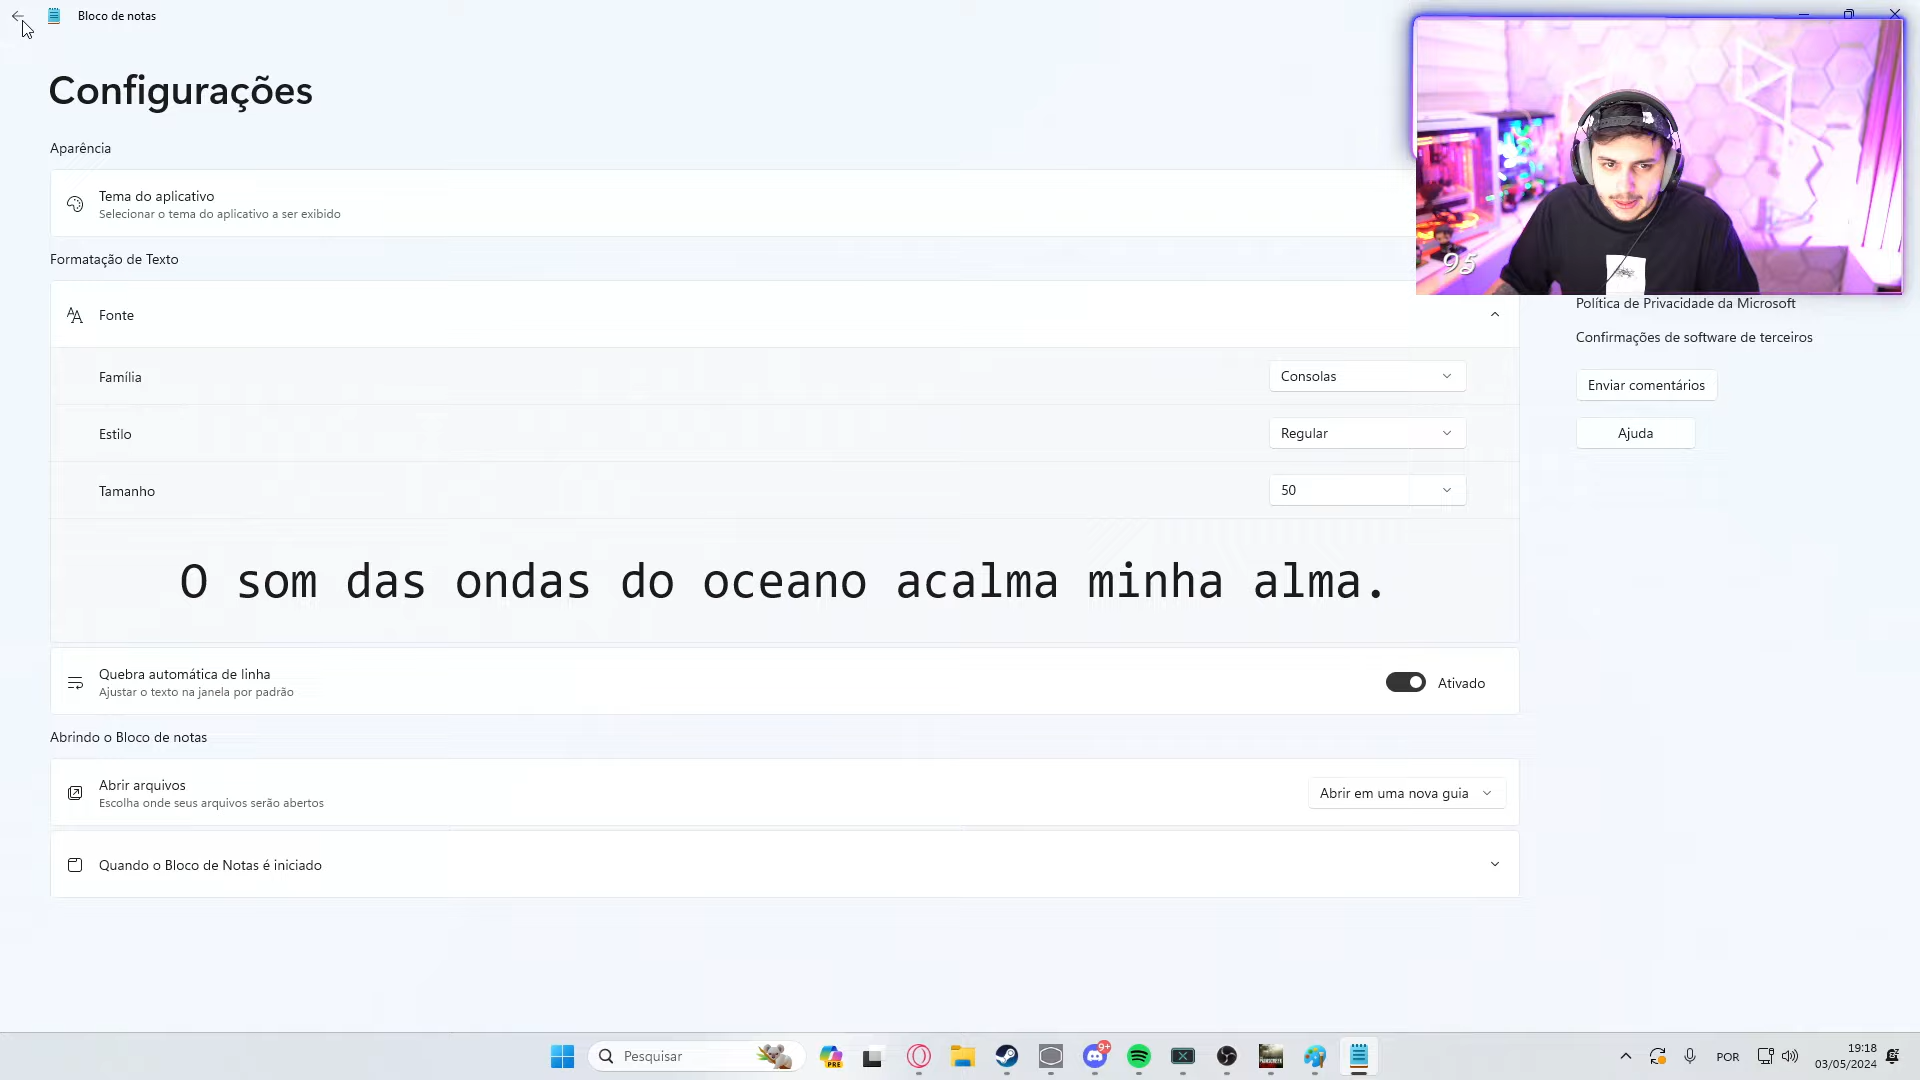 Bloco de notas
Configurações
Aparência
Tema do aplicativo
Selecionar o tema do aplicativo a ser exibido
Formatação de Texto
Fonte
Família
Consolas
Estilo
Regular
Tamanho
50
O som das ondas do oceano acalma minha alma.
Quebra automática de linha
Ajustar o texto na janela por padrão
Ativado
Abrindo o Bloco de notas
Abrir arquivos
Escolha onde seus arquivos serão abertos
Abrir em uma nova guia
Quando o Bloco de Notas é iniciado
95
Política de Privacidade da Microsoft
Confirmações de software de terceiros
Enviar comentários
Ajuda
Pesquisar
PRE
9+
POR
19:18
03/05/2024